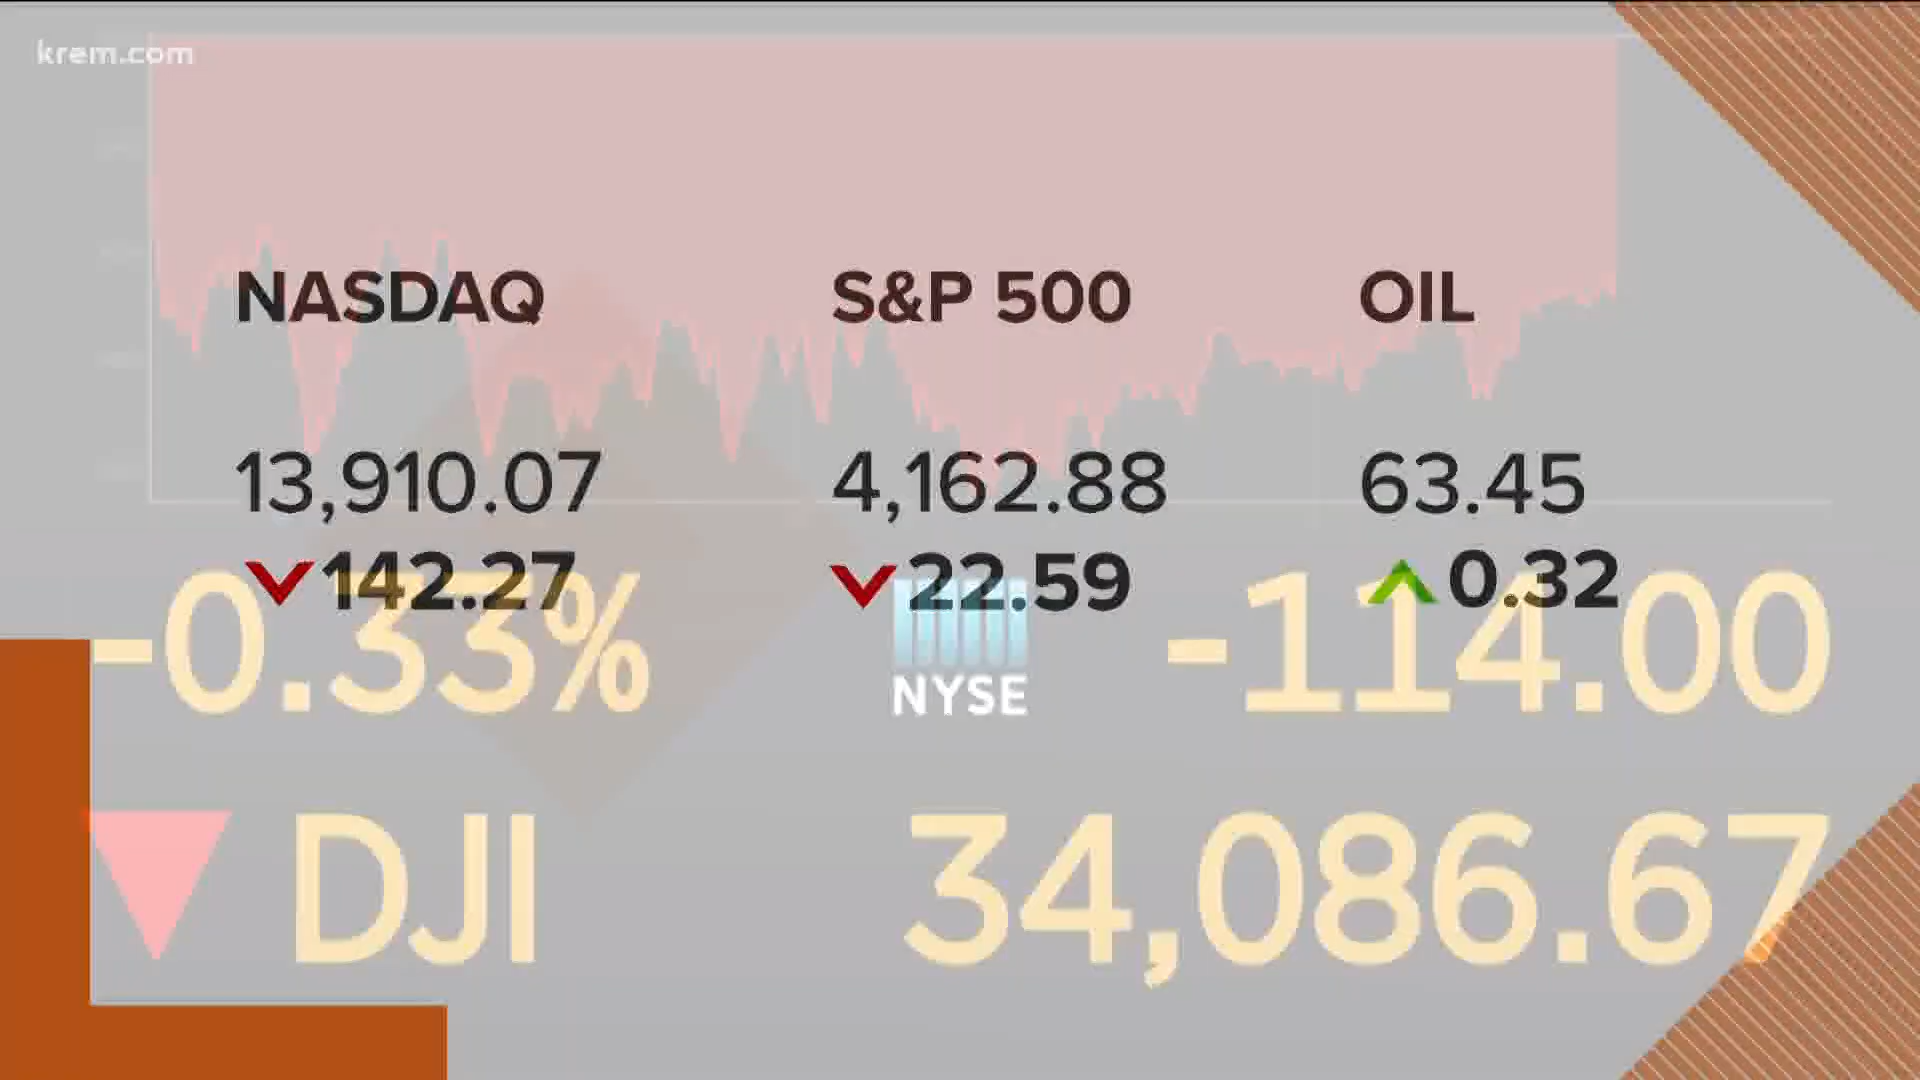 krem.com
NASDAQ S&P 500 OIL
13,910.07 4,162.88 63.45
142.27 22.59 0.32
-0.33% NYSE -114.00
DJI 34,086.67